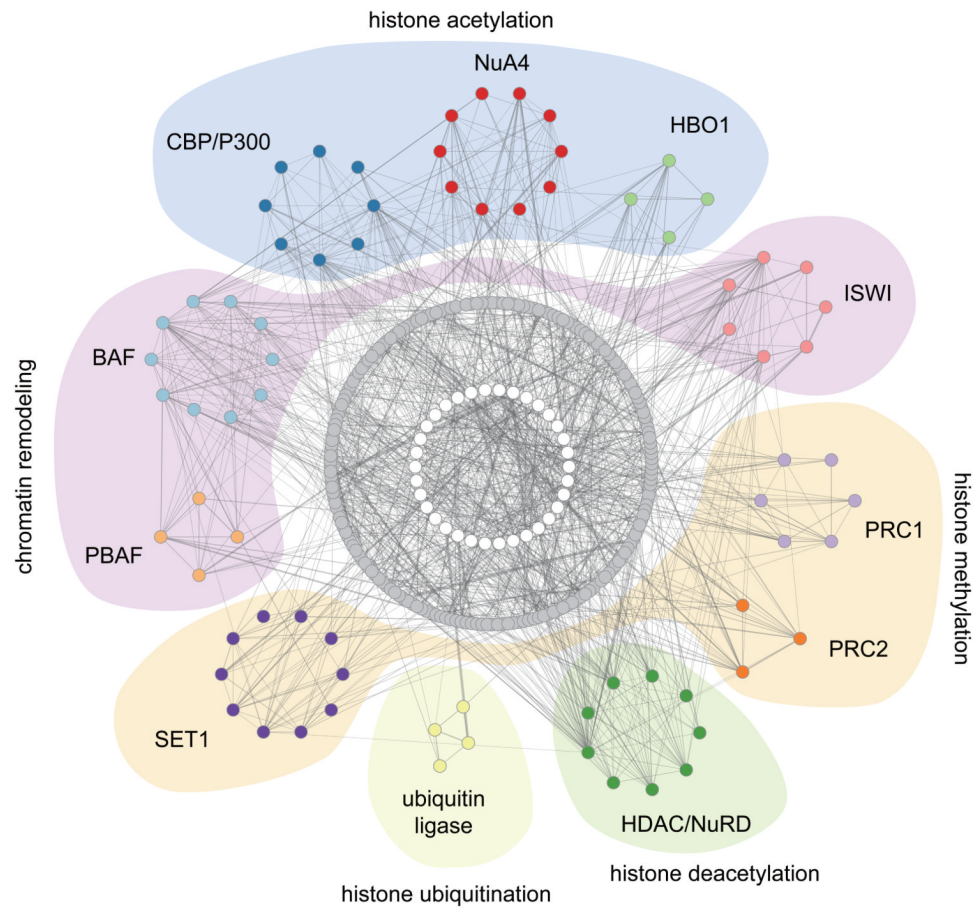 histone acetylation
NuA4
CBP/P300
HBO1
ISWI
BAF
chromatin remodeling
PBAF
PRC1
histone methylation
PRC2
SET1
ubiquitin
ligase
HDAC/NuRD
histone deacetylation
histone ubiquitination